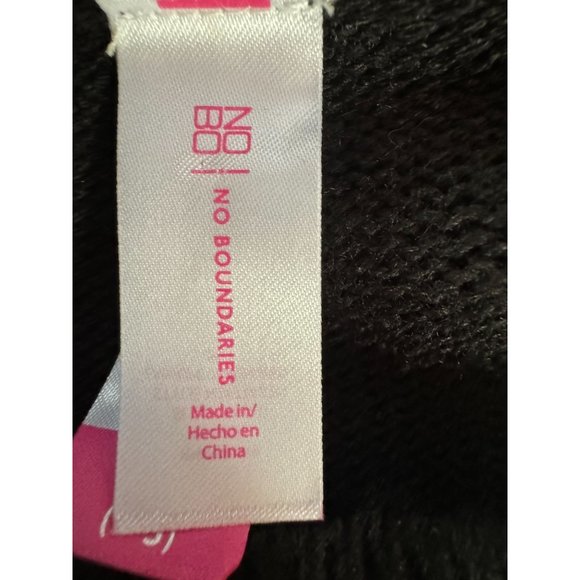 NO
BO
NO BOUNDARIES
Made in/
Hecho en
China